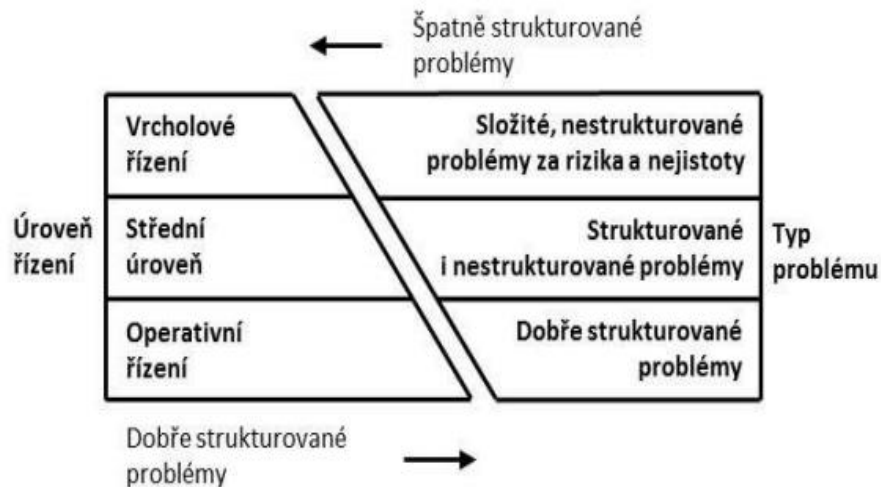 Špatně strukturované
problémy
Vrcholové
řízení
Složité, nestrukturované
problémy za rizika a nejistoty
Úroveň
řízení
Střední
úroveň
Strukturované
i nestrukturované problémy
Typ
problému
Operativní
řízení
Dobře strukturované
problémy
Dobře strukturované
problémy